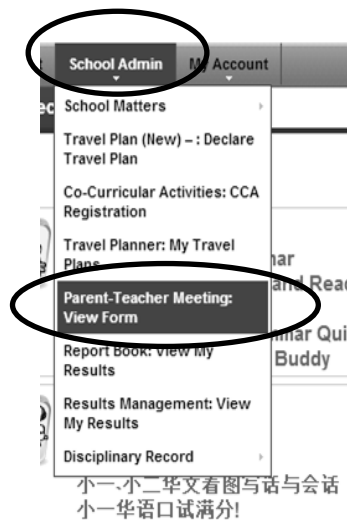 School Admin
My Account
School Matters
Travel Plan (New) – : Declare
Travel Plan
Co-Curricular Activities: CCA
Registration
Travel Planner: My Travel
Plans
Parent-Teacher Meeting:
View Form
Report Book: View My
Results
Results Management: View
My Results
Disciplinary Record
Buddy
小一、小二华文看图写话与会话
小一华语口试满分!